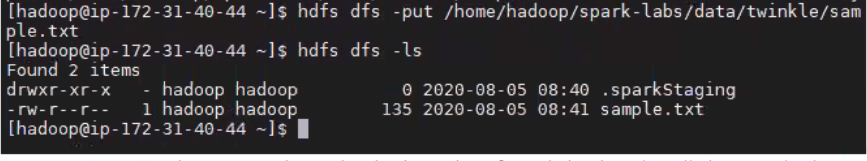 [hadoop@ip-172-31-40-44 ~]$ hdfs dfs -put /home/hadoop/spark-labs/data/twinkle/sam
ple.txt
[hadoop@ip-172-31-40-44 ~]$ hdfs dfs -ls
Found 2 items
drwxr-xr-x   - hadoop hadoop          0 2020-08-05 08:40 .sparkStaging
-rw-r--r--   1 hadoop hadoop        135 2020-08-05 08:41 sample.txt
[hadoop@ip-172-31-40-44 ~]$